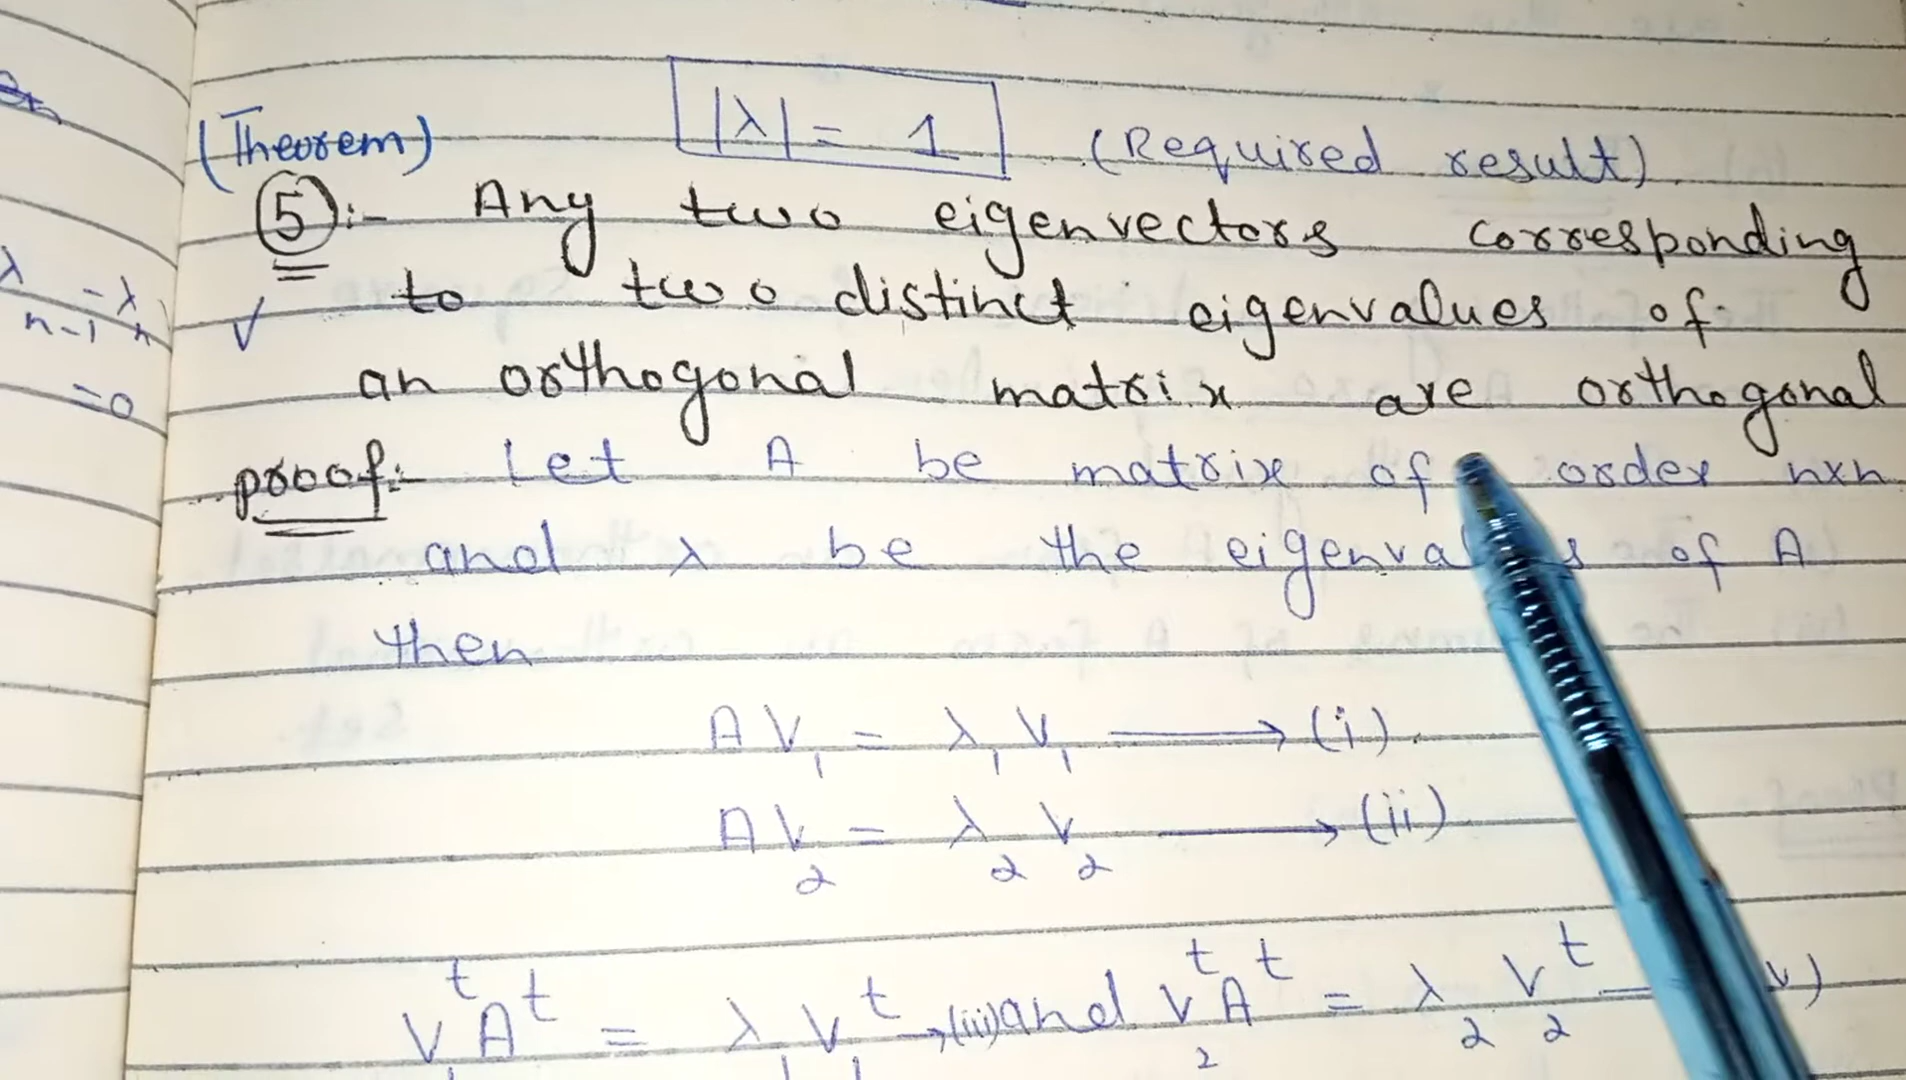 |λ| = 1 (Required result)
(Theorem)
⑤:- Any two eigenvectors corresponding
to two distinct eigenvalues of
an orthogonal matrix are orthogonal
proof:- Let A be matrix of order n×n
and λ be the of A
then
AV₁ = λ₁V₁ → (i)
AV₂ = λ₂V₂ → (ii)
V₁ᵗAᵗ = λ₁V₁ᵗ → (iii) and V₂ᵗAᵗ = λ₂V₂ᵗ
λ -λ
n-1 n
=0